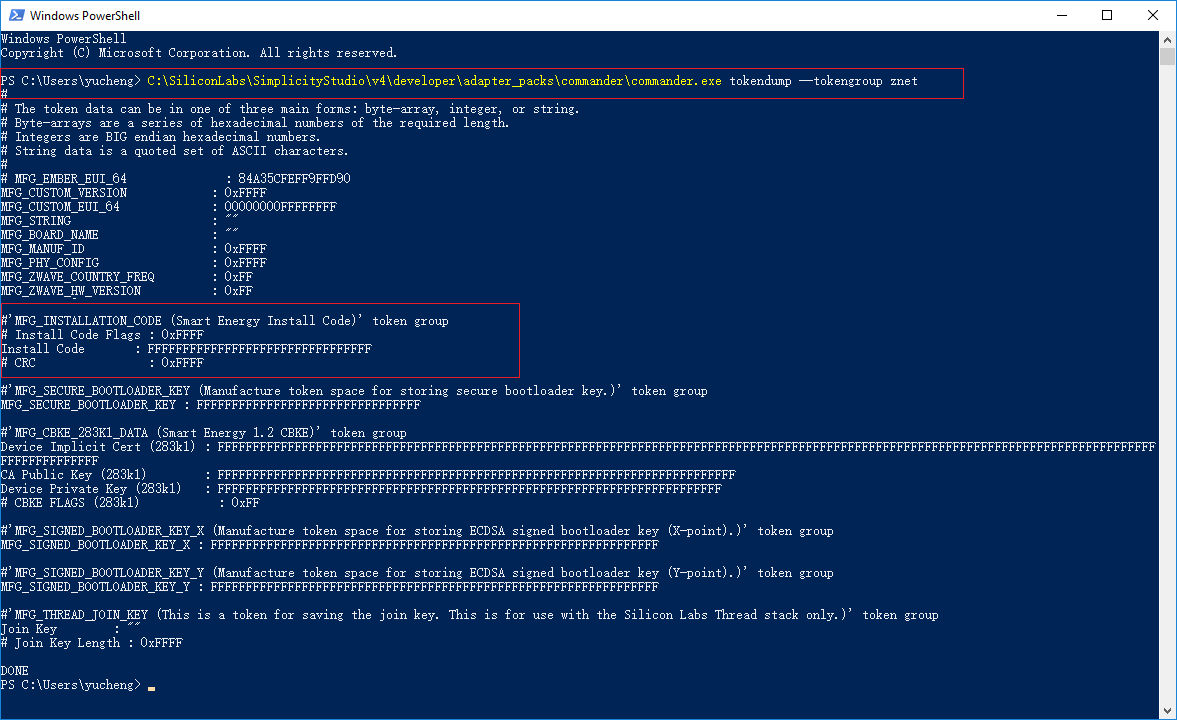 Windows PowerShell
Windows PowerShell
Copyright (C) Microsoft Corporation. All rights reserved.
PS C:\Users\yucheng> C:\SiliconLabs\SimplicityStudio\v4\developer\adapter_packs\commander\commander.exe tokendump --tokengroup znet
#
# The token data can be in one of three main forms: byte-array, integer, or string.
# Byte-arrays are a series of hexadecimal numbers of the required length.
# Integers are BIG endian hexadecimal numbers.
# String data is a quoted set of ASCII characters.
#
# MFG_EMBER_EUI_64 : 84A35CFEFF9FFD90
MFG_CUSTOM_VERSION : 0xFFFF
MFG_CUSTOM_EUI_64 : 00000000FFFFFFFF
MFG_STRING : ""
MFG_BOARD_NAME : ""
MFG_MANUF_ID : 0xFFFF
MFG_PHY_CONFIG : 0xFFFF
MFG_ZWAVE_COUNTRY_FREQ : 0xFF
MFG_ZWAVE_HW_VERSION : 0xFF
#'MFG_INSTALLATION_CODE (Smart Energy Install Code)' token group
# Install Code Flags : 0xFFFF
Install Code : FFFFFFFFFFFFFFFFFFFFFFFFFFFFFFFF
# CRC : 0xFFFF
#'MFG_SECURE_BOOTLOADER_KEY (Manufacture token space for storing secure bootloader key.)' token group
MFG_SECURE_BOOTLOADER_KEY : FFFFFFFFFFFFFFFFFFFFFFFFFFFFFFFF
#'MFG_CBKE_283K1_DATA (Smart Energy 1.2 CBKE)' token group
Device Implicit Cert (283k1) : FFFFFFFFFFFFFFFFFFFFFFFFFFFFFFFFFFFFFFFFFFFFFFFFFFFFFFFFFFFFFFFFFFFFFFFFFFFFFFFFFFFFFFFFFFFFFFFFFFFFFFFFFFFFFFFFFFFFFFFFFFFFFFFFFFFFFF
FFFFFFFFFFFFFF
CA Public Key (283k1) : FFFFFFFFFFFFFFFFFFFFFFFFFFFFFFFFFFFFFFFFFFFFFFFFFFFFFFFFFFFFFFFFFFFFFFFFFF
Device Private Key (283k1) : FFFFFFFFFFFFFFFFFFFFFFFFFFFFFFFFFFFFFFFFFFFFFFFFFFFFFFFFFFFFFFFFFFFFFFFF
# CBKE FLAGS (283k1) : 0xFF
#'MFG_SIGNED_BOOTLOADER_KEY_X (Manufacture token space for storing ECDSA signed bootloader key (X-point).)' token group
MFG_SIGNED_BOOTLOADER_KEY_X : FFFFFFFFFFFFFFFFFFFFFFFFFFFFFFFFFFFFFFFFFFFFFFFFFFFFFFFFFFFFFFFF
#'MFG_SIGNED_BOOTLOADER_KEY_Y (Manufacture token space for storing ECDSA signed bootloader key (Y-point).)' token group
MFG_SIGNED_BOOTLOADER_KEY_Y : FFFFFFFFFFFFFFFFFFFFFFFFFFFFFFFFFFFFFFFFFFFFFFFFFFFFFFFFFFFFFFFF
#'MFG_THREAD_JOIN_KEY (This is a token for saving the join key. This is for use with the Silicon Labs Thread stack only.)' token group
Join Key : ""
# Join Key Length : 0xFFFF
DONE
PS C:\Users\yucheng>